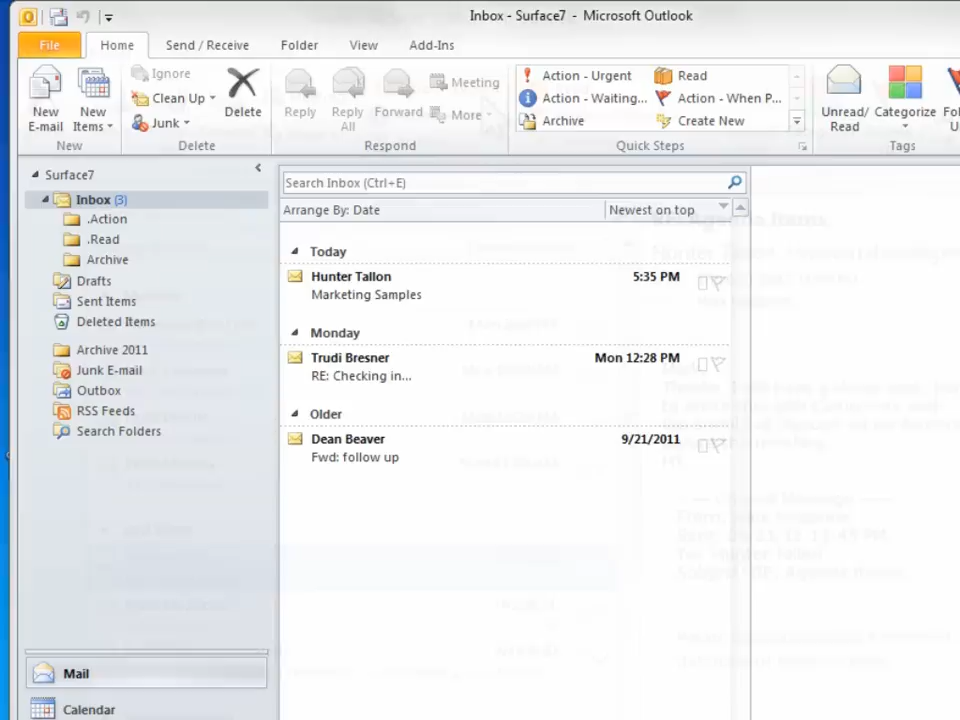 Inbox - Surface7 - Microsoft Outlook
File
Home
Send / Receive
Folder
View
Add-Ins
New E-mail
New Items
New
Ignore
Clean Up
Junk
Delete
Delete
Reply
Reply All
Forward
Meeting
More
Respond
Action - Urgent
Action - Waiting...
Archive
Read
Action - When P...
Create New
Quick Steps
Unread/ Read
Categorize
Tags
Surface7
Inbox (3)
.Action
.Read
Archive
Drafts
Sent Items
Deleted Items
Archive 2011
Junk E-mail
Outbox
RSS Feeds
Search Folders
Mail
Calendar
Search Inbox (Ctrl+E)
Arrange By: Date
Newest on top
Today
Hunter Tallon
5:35 PM
Marketing Samples
Monday
Trudi Bresner
Mon 12:28 PM
RE: Checking in...
Older
Dean Beaver
9/21/2011
Fwd: follow up